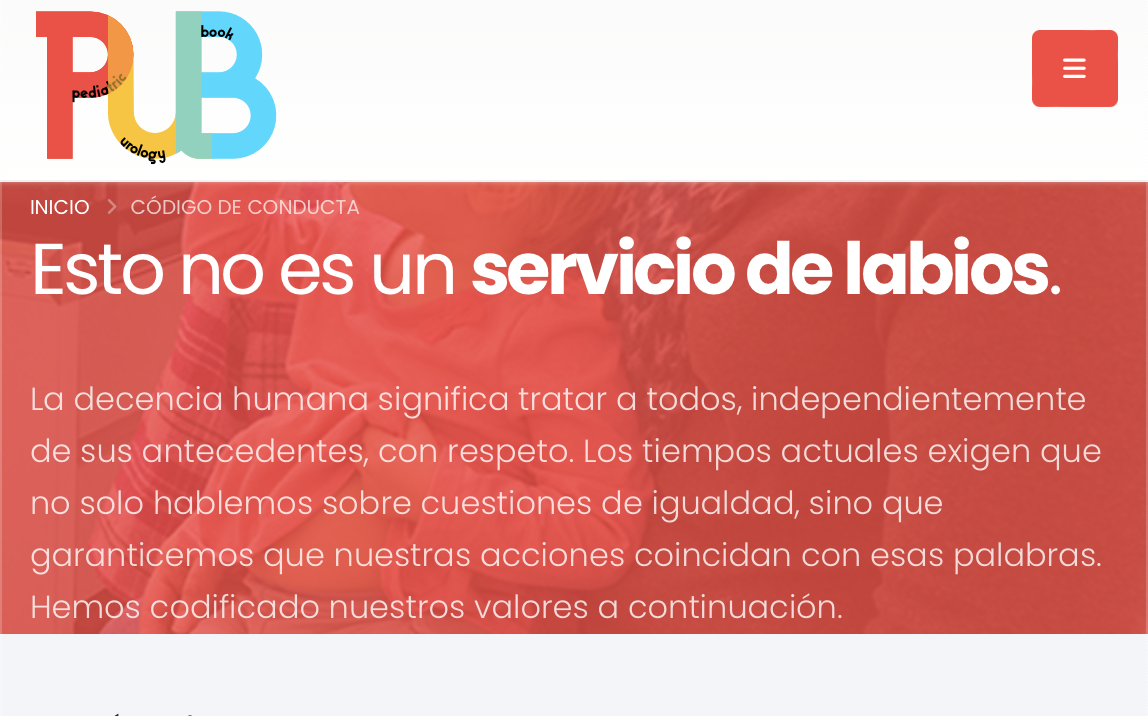 PUB
book
pediatric
urology
INICIO > CÓDIGO DE CONDUCTA
Esto no es un servicio de labios.
La decencia humana significa tratar a todos, independientemente
de sus antecedentes, con respeto. Los tiempos actuales exigen que
no solo hablemos sobre cuestiones de igualdad, sino que
garanticemos que nuestras acciones coincidan con esas palabras.
Hemos codificado nuestros valores a continuación.